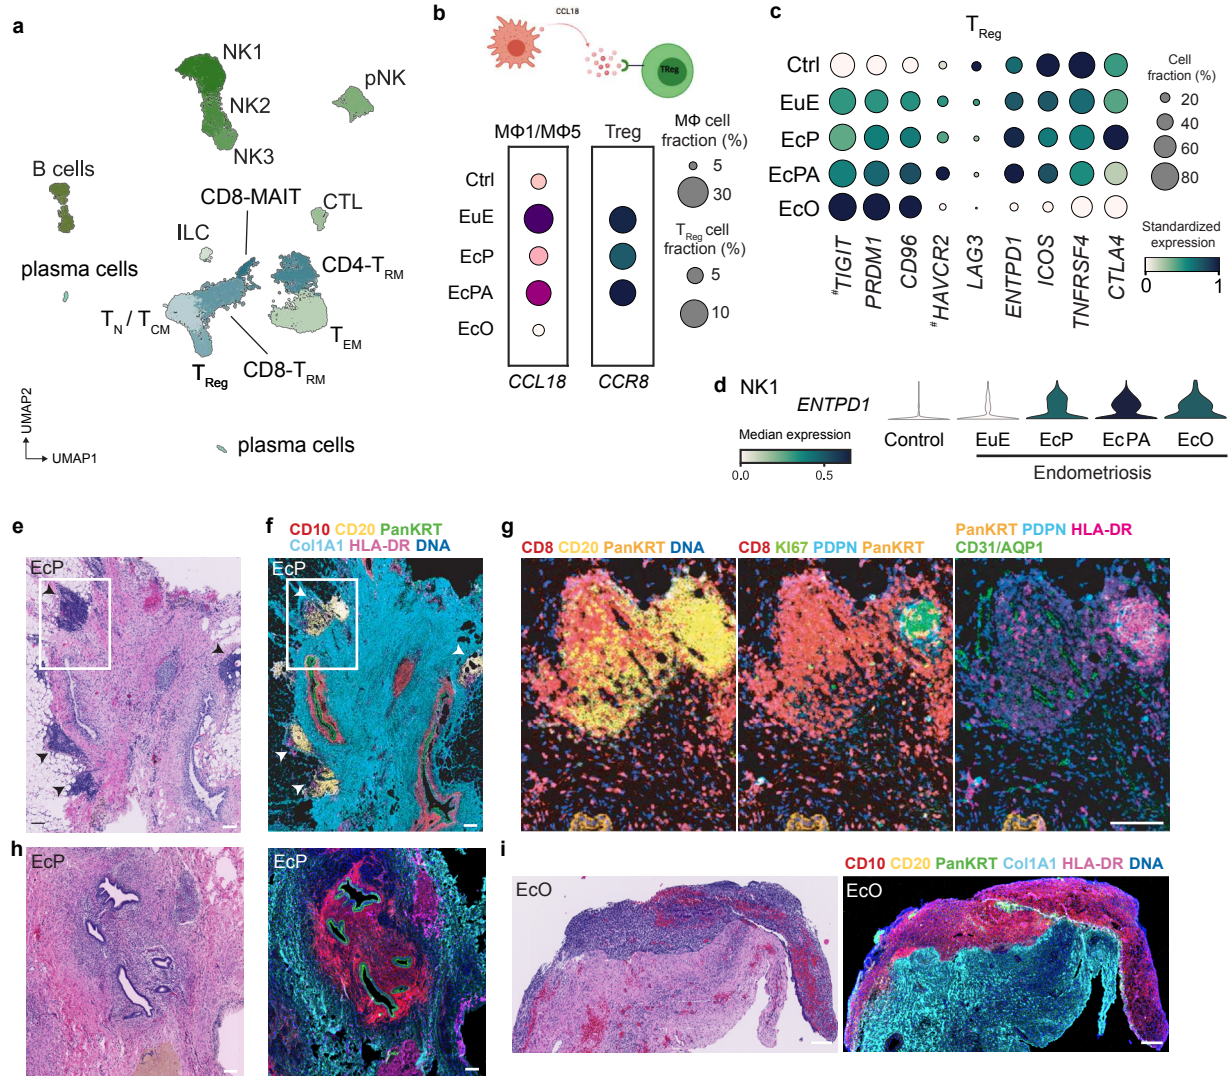 a
NK1
NK2
NK3
pNK
B cells
CD8-MAIT
CTL
ILC
CD4-TRM
plasma cells
TN / TCM
TEM
TReg
CD8-TRM
plasma cells
UMAP2
UMAP1
b
CCL18
TReg
MΦ1/MΦ5
Treg
Ctrl
EuE
EcP
EcPA
EcO
CCL18
CCR8
MΦ cell
fraction (%)
5
30
TReg cell
fraction (%)
5
10
c
TReg
Ctrl
EuE
EcP
EcPA
EcO
#TIGIT
PRDM1
CD96
#HAVCR2
LAG3
ENTPD1
ICOS
TNFRSF4
CTLA4
Cell
fraction (%)
20
40
60
80
Standardized
expression
0
1
d
NK1
ENTPD1
Median expression
0.0
0.5
Control
EuE
EcP
EcPA
EcO
Endometriosis
e
EcP
f
CD10 CD20 PanKRT
Col1A1 HLA-DR DNA
EcP
g
CD8 CD20 PanKRT DNA
CD8 KI67 PDPN PanKRT
PanKRT PDPN HLA-DR
CD31/AQP1
h
EcP
EcP
i
EcO
CD10 CD20 PanKRT Col1A1 HLA-DR DNA
EcO